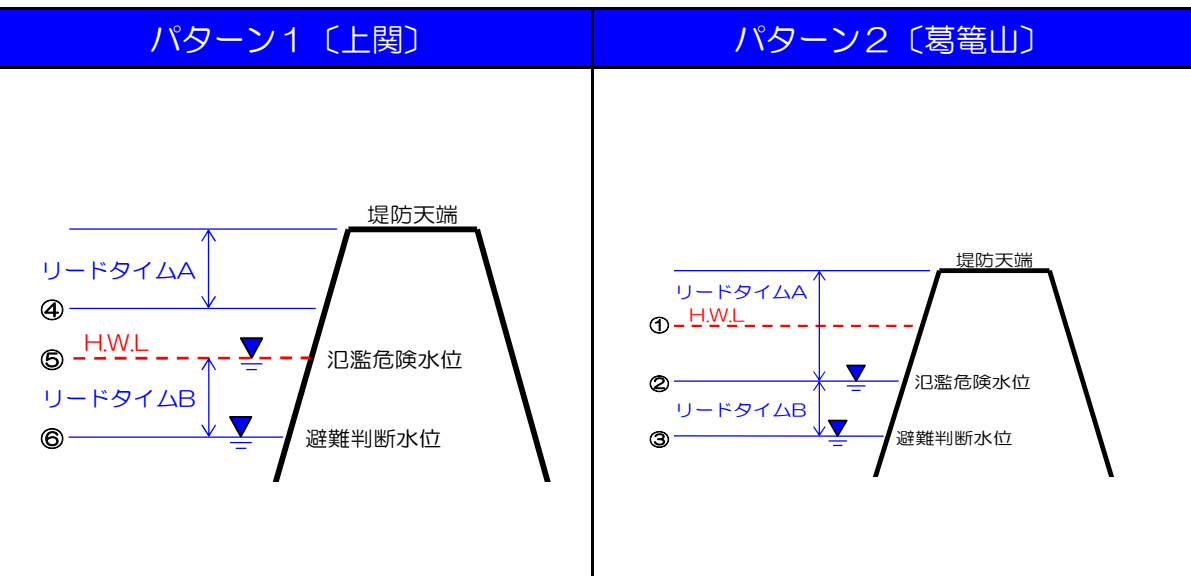 パターン１〔上関〕
堤防天端
リードタイムA
④
H.W.L
⑤
氾濫危険水位
リードタイムB
⑥
避難判断水位
パターン２〔葛篭山〕
堤防天端
リードタイムA
H.W.L
①
②
氾濫危険水位
リードタイムB
③
避難判断水位